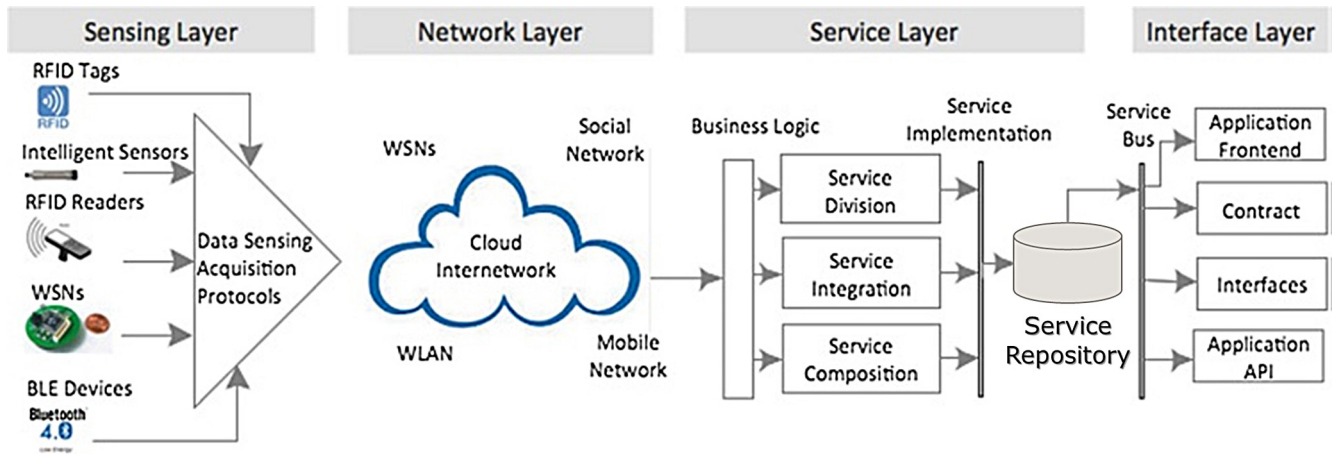 Sensing Layer
Network Layer
Service Layer
Interface Layer
RFID Tags
RFID
Intelligent Sensors
RFID Readers
WSNs
BLE Devices
Bluetooth®
4.0
Low Energy
Data Sensing
Acquisition
Protocols
WSNs
Social
Network
Cloud
Internetwork
WLAN
Mobile
Network
Business Logic
Service
Division
Service
Integration
Service
Composition
Service
Implementation
Service
Repository
Service
Bus
Application
Frontend
Contract
Interfaces
Application
API